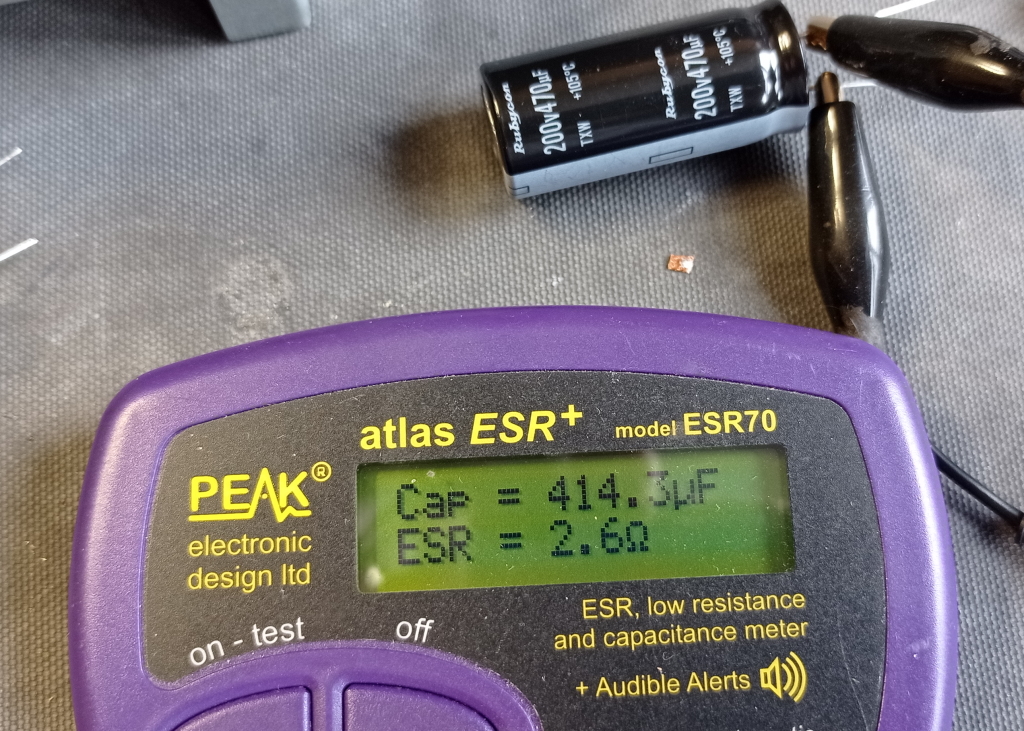 Rubycon
200v470µF
TXW +105°C
Rubycon
200v470µF
TXW +105°C
atlas ESR+ model ESR70
PEAK®
electronic
design ltd
Cap = 414.3µF
ESR = 2.6Ω
ESR, low resistance
and capacitance meter
+ Audible Alerts
on - test off